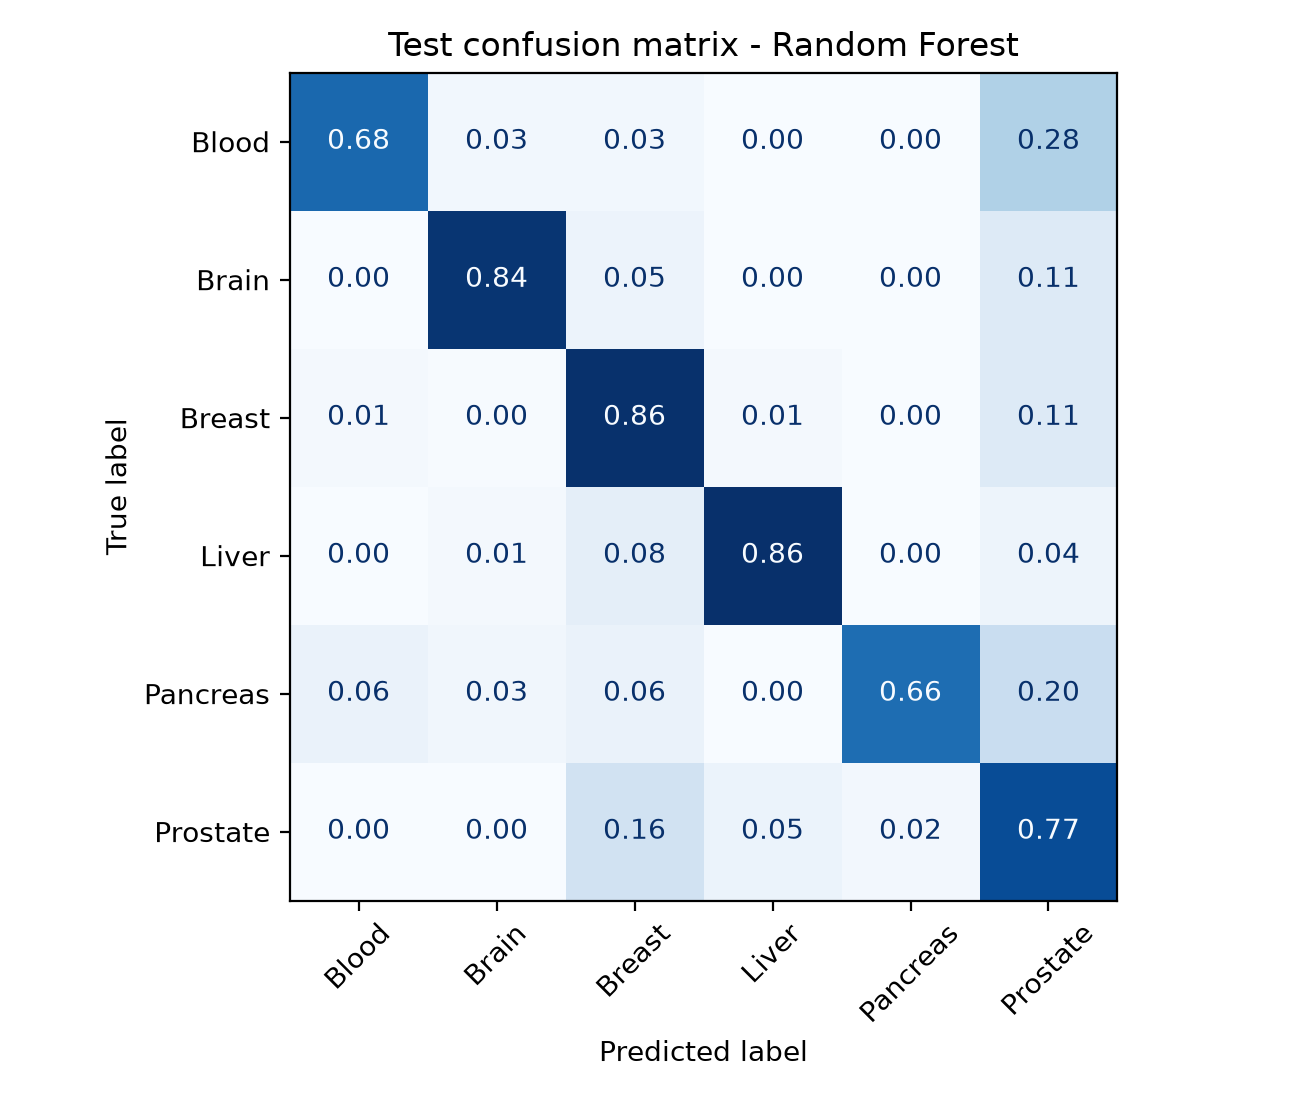 Test confusion matrix - Random Forest
Blood 0.68 0.03 0.03 0.00 0.00 0.28
Brain 0.00 0.84 0.05 0.00 0.00 0.11
Breast 0.01 0.00 0.86 0.01 0.00 0.11
Liver 0.00 0.01 0.08 0.86 0.00 0.04
Pancreas 0.06 0.03 0.06 0.00 0.66 0.20
Prostate 0.00 0.00 0.16 0.05 0.02 0.77
True label
Blood Brain Breast Liver Pancreas Prostate
Predicted label